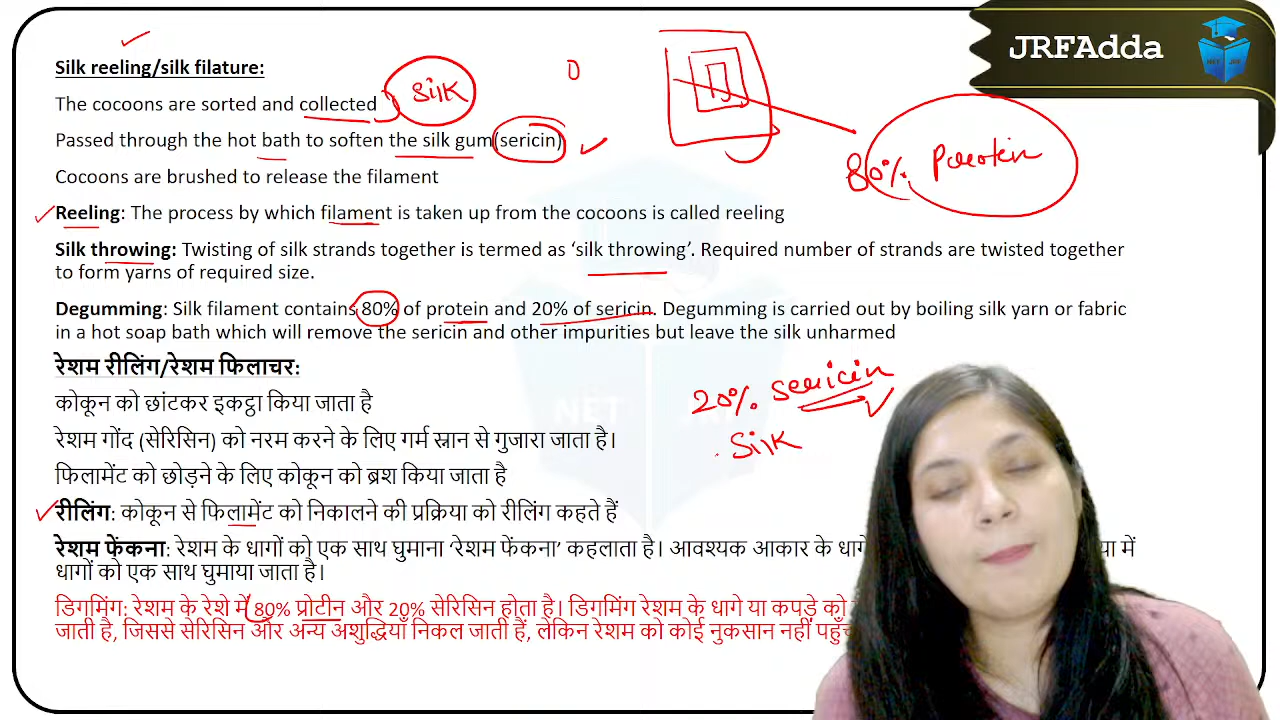 JRFAdda
NET JRF
Silk reeling/silk filature:
The cocoons are sorted and collected
Silk
Passed through the hot bath to soften the silk gum(sericin)
80% Protein
Cocoons are brushed to release the filament
Reeling: The process by which filament is taken up from the cocoons is called reeling
Silk throwing: Twisting of silk strands together is termed as ‘silk throwing’. Required number of strands are twisted together
to form yarns of required size.
Degumming: Silk filament contains 80% of protein and 20% of sericin. Degumming is carried out by boiling silk yarn or fabric
in a hot soap bath which will remove the sericin and other impurities but leave the silk unharmed
रेशम रीलिंग/रेशम फिलाचर:
20% Sericin
कोकून को छांटकर इकट्ठा किया जाता है
NET JRF
रेशम गोंद (सेरिसिन) को नरम करने के लिए गर्म स्नान से गुजारा जाता है।
Silk
फिलामेंट को छोड़ने के लिए कोकून को ब्रश किया जाता है
रीलिंग: कोकून से फिलामेंट को निकालने की प्रक्रिया को रीलिंग कहते हैं
रेशम फेंकना: रेशम के धागों को एक साथ घुमाना ‘रेशम फेंकना’ कहलाता है। आवश्यक आकार के धागे में
धागों को एक साथ घुमाया जाता है।
डिगमिंग: रेशम के रेशे में 80% प्रोटीन और 20% सेरिसिन होता है। डिगमिंग रेशम के धागे या कपड़े को
जाती है, जिससे सेरिसिन और अन्य अशुद्धियाँ निकल जाती हैं, लेकिन रेशम को कोई नुकसान नहीं